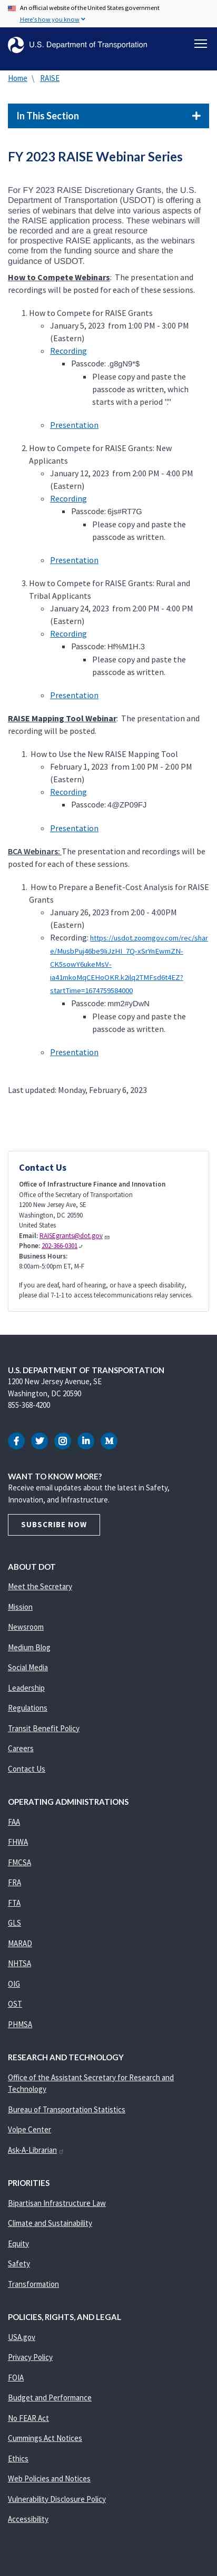 An official website of the United States government
Here's how you know
U.S. Department of Transportation
Home \ RAISE
In This Section
FY 2023 RAISE Webinar Series
For FY 2023 RAISE Discretionary Grants, the U.S.
Department of Transportation (USDOT) is offering a
series of webinars that delve into various aspects of
the RAISE application process. These webinars will
be recorded and are a great resource
for prospective RAISE applicants, as the webinars
come from the funding source and share the
guidance of USDOT.
How to Compete Webinars: The presentation and
recordings will be posted for each of these sessions.
1. How to Compete for RAISE Grants
January 5, 2023 from 1:00 PM - 3:00 PM
(Eastern)
Recording
Passcode: .g8gN9*$
Please copy and paste the
passcode as written, which
starts with a period "."
Presentation
2. How to Compete for RAISE Grants: New
Applicants
January 12, 2023 from 2:00 PM - 4:00 PM
(Eastern)
Recording
Passcode: 6js#RT7G
Please copy and paste the
passcode as written.
Presentation
3. How to Compete for RAISE Grants: Rural and
Tribal Applicants
January 24, 2023 from 2:00 PM - 4:00 PM
(Eastern)
Recording
Passcode: Hf%M1H.3
Please copy and paste the
passcode as written.
Presentation
RAISE Mapping Tool Webinar: The presentation and
recording will be posted.
1. How to Use the New RAISE Mapping Tool
February 1, 2023 from 1:00 PM - 2:00 PM
(Eastern)
Recording
Passcode: 4@ZP09FJ
Presentation
BCA Webinars: The presentation and recordings will be
posted for each of these sessions.
1. How to Prepare a Benefit-Cost Analysis for RAISE
Grants
January 26, 2023 from 2:00 - 4:00PM
(Eastern)
Recording: https://usdot.zoomgov.com/rec/shar
Passcode: mm2#yDwN
Please copy and paste the
passcode as written.
Presentation
Last updated: Monday, February 6, 2023
Contact Us
Office of Infrastructure Finance and Innovation
Office of the Secretary of Transportation
1200 New Jersey Ave, SE
Washington, DC 20590
United States
Email: RAISEgrants@dot.gov
Phone: 202-366-0301
Business Hours:
8:00am-5:00pm ET, M-F
If you are deaf, hard of hearing, or have a speech disability,
please dial 7-1-1 to access telecommunications relay services.
U.S. DEPARTMENT OF TRANSPORTATION
1200 New Jersey Avenue, SE
Washington, DC 20590
855-368-4200
WANT TO KNOW MORE?
Receive email updates about the latest in Safety,
Innovation, and Infrastructure.
SUBSCRIBE NOW
ABOUT DOT
Meet the Secretary
Mission
Newsroom
Medium Blog
Social Media
Leadership
Regulations
Transit Benefit Policy
Careers
Contact Us
OPERATING ADMINISTRATIONS
FAA
FHWA
FMCSA
FRA
FTA
GLS
MARAD
NHTSA
OIG
OST
PHMSA
RESEARCH AND TECHNOLOGY
Office of the Assistant Secretary for Research and
Technology
Bureau of Transportation Statistics
Volpe Center
Ask-A-Librarian
PRIORITIES
Bipartisan Infrastructure Law
Climate and Sustainability
Equity
Safety
Transformation
POLICIES, RIGHTS, AND LEGAL
USA.gov
Privacy Policy
FOIA
Budget and Performance
No FEAR Act
Cummings Act Notices
Ethics
Web Policies and Notices
Vulnerability Disclosure Policy
Accessibility